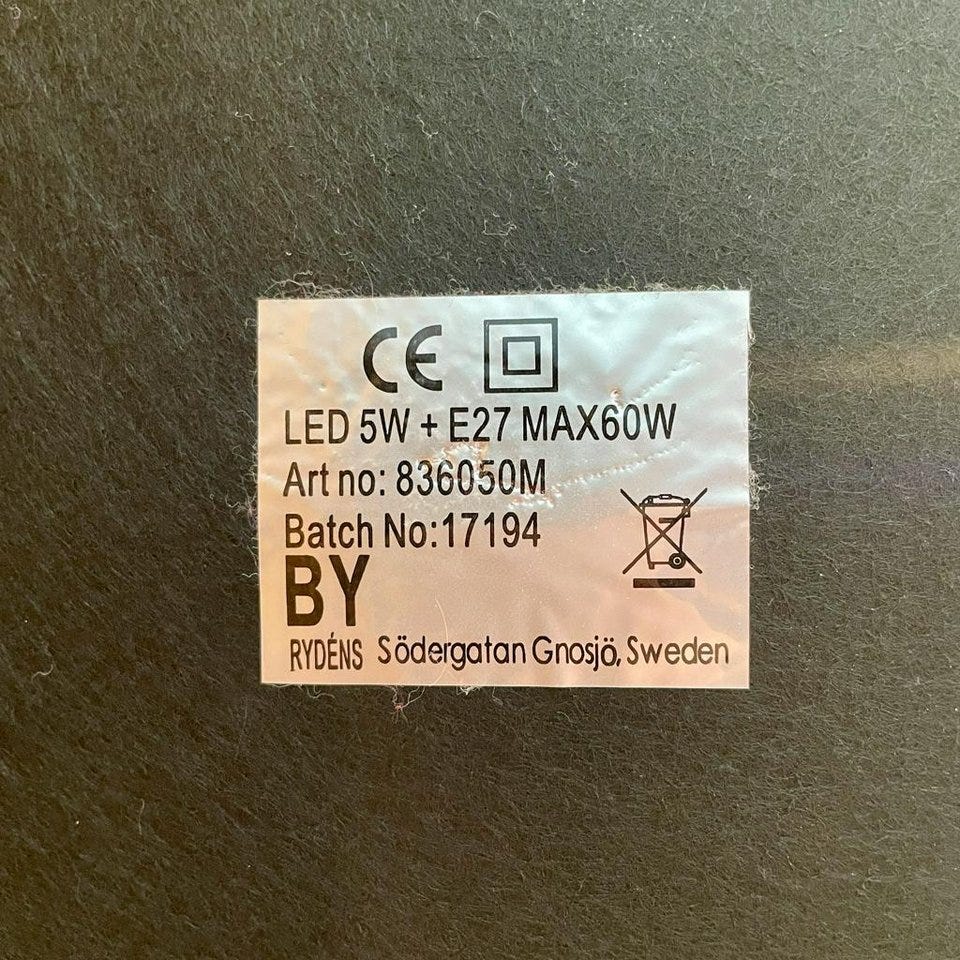 CE
LED 5W + E27 MAX60W
Art no: 836050M
Batch No:17194
BY
RYDÉNS Södergatan Gnosjö, Sweden